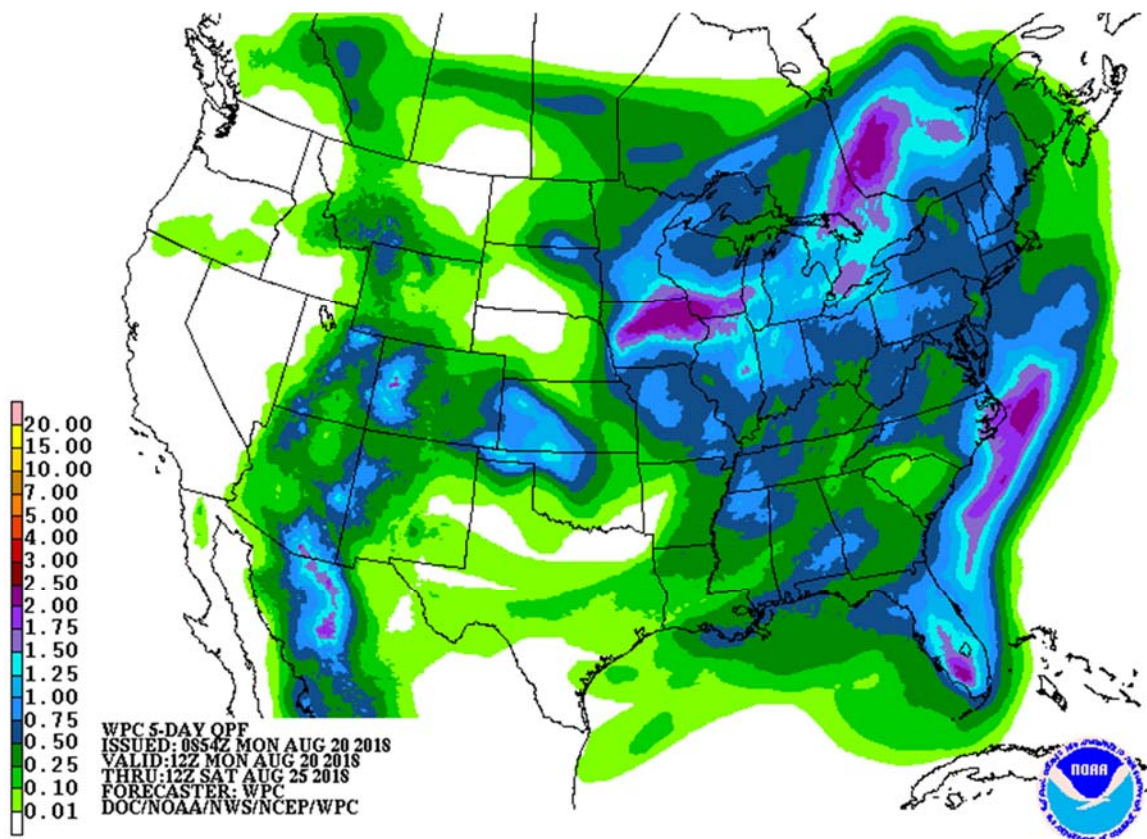 20.00
15.00
10.00
7.00
5.00
4.00
3.00
2.50
2.00
1.75
1.50
1.25
1.00
0.75
0.50
0.25
0.10
0.01
WPC 5-DAY QPF
ISSUED: 0854Z MON AUG 20 2018
VALID: 12Z MON AUG 20 2018
THRU: 12Z SAT AUG 25 2018
FORECASTER: WPC
DOC/NOAA/NWS/NCEP/WPC
NOAA